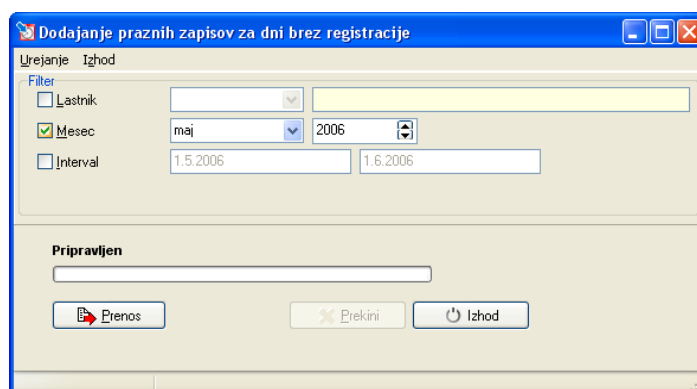 Dodajanje praznih zapisov za dni brez registracije
Urejanje Izhod
Filter
Lastnik
Mesec maj 2006
Interval 1.5.2006 1.6.2006
Pripravljen
Prenos Prekini Izhod